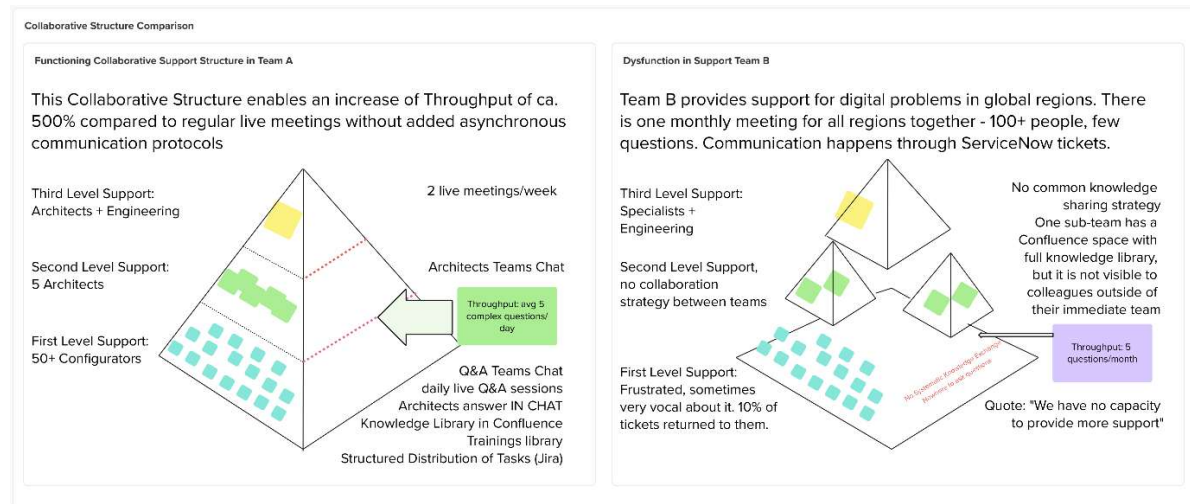 Collaborative Structure Comparison
Functioning Collaborative Support Structure in Team A
This Collaborative Structure enables an increase of Throughput of ca.
500% compared to regular live meetings without added asynchronous
communication protocols
Third Level Support:
Architects + Engineering
2 live meetings/week
Second Level Support:
5 Architects
Architects Teams Chat
Throughput: avg 5
complex questions/
day
First Level Support:
50+ Configurators
Q&A Teams Chat
daily live Q&A sessions
Architects answer IN CHAT
Knowledge Library in Confluence
Trainings library
Structured Distribution of Tasks (Jira)
Dysfunction in Support Team B
Team B provides support for digital problems in global regions. There
is one monthly meeting for all regions together - 100+ people, few
questions. Communication happens through ServiceNow tickets.
Third Level Support:
Specialists +
Engineering
No common knowledge
sharing strategy
One sub-team has a
Confluence space with
full knowledge library,
but it is not visible to
colleagues outside of
their immediate team
Second Level Support,
no collaboration
strategy between teams
Throughput: 5
questions/month
First Level Support:
Frustrated, sometimes
very vocal about it. 10% of
tickets returned to them.
No Systematic Knowledge Exchange
Nowhere to ask questions
Quote: "We have no capacity
to provide more support"